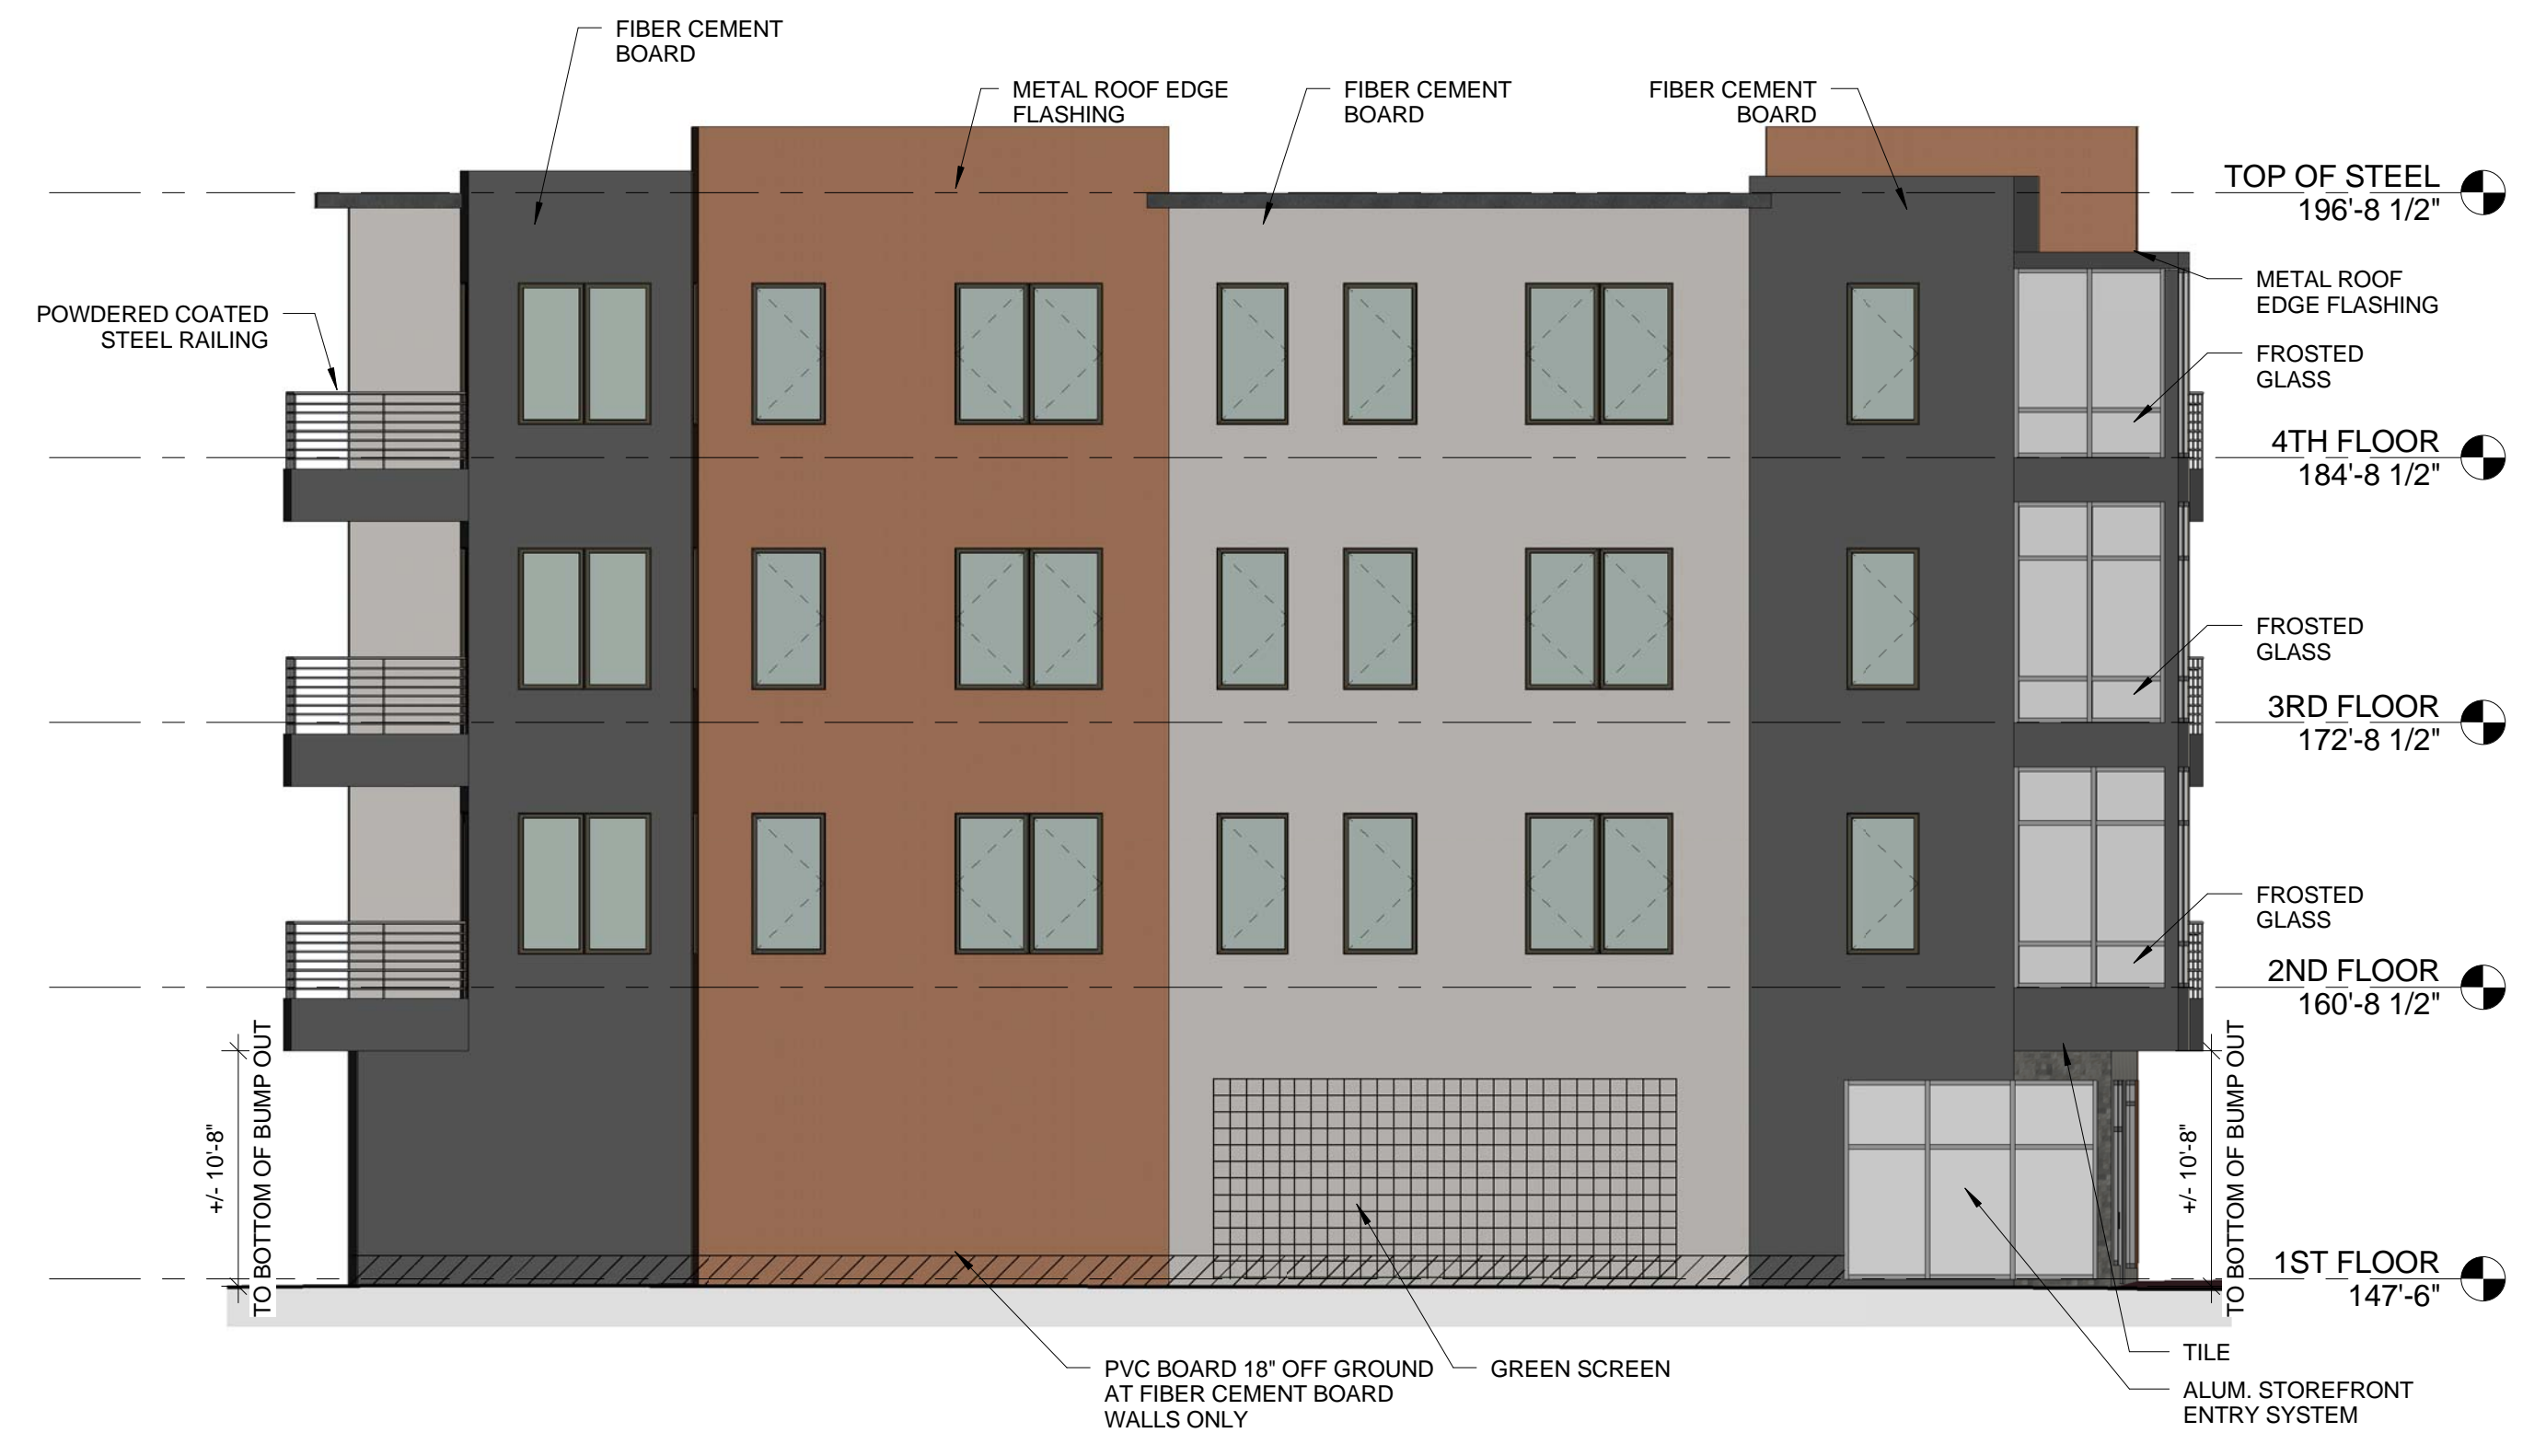 FIBER CEMENT
BOARD
METAL ROOF EDGE
FLASHING
FIBER CEMENT
BOARD
FIBER CEMENT
BOARD
TOP OF STEEL
196'-8 1/2"
METAL ROOF
EDGE FLASHING
POWDERED COATED
STEEL RAILING
FROSTED
GLASS
4TH FLOOR
184'-8 1/2"
FROSTED
GLASS
3RD FLOOR
172'-8 1/2"
FROSTED
GLASS
2ND FLOOR
160'-8 1/2"
+/- 10'-8"
TO BOTTOM OF BUMP OUT
+/- 10'-8"
TO BOTTOM OF BUMP OUT
1ST FLOOR
147'-6"
PVC BOARD 18" OFF GROUND
AT FIBER CEMENT BOARD
WALLS ONLY
GREEN SCREEN
TILE
ALUM. STOREFRONT
ENTRY SYSTEM